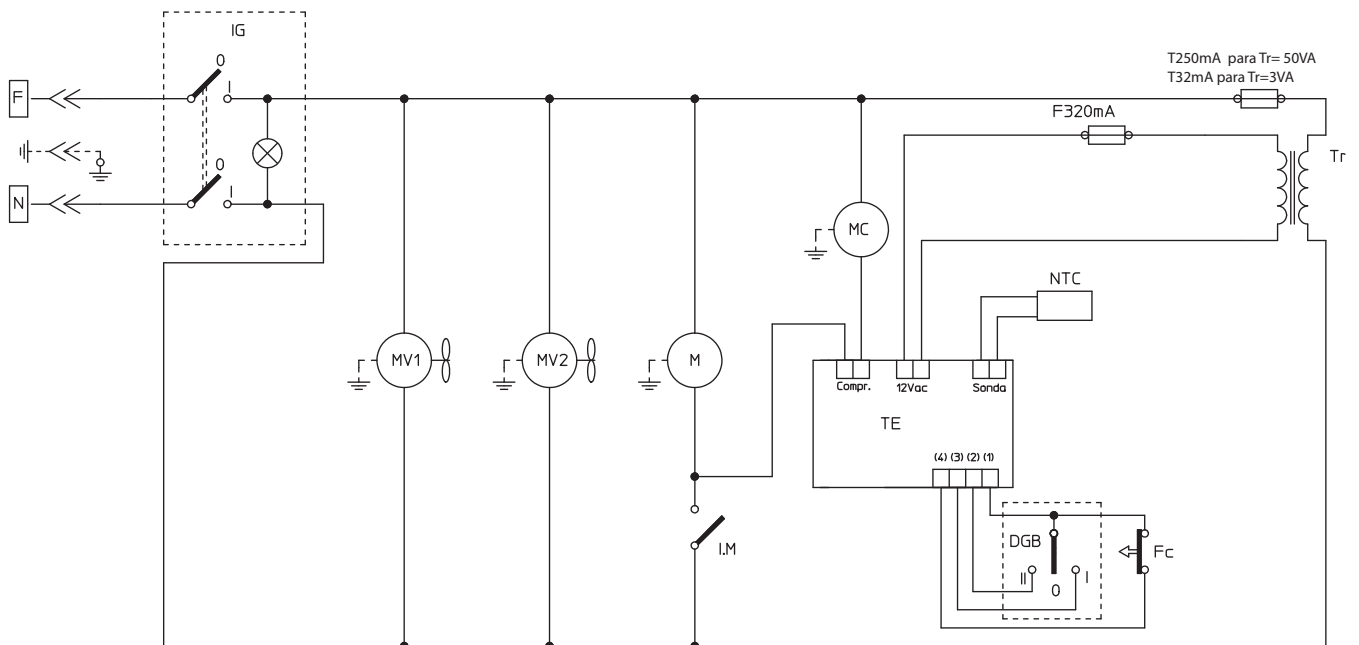 IG
0
I
T250mA para Tr= 50VA
T32mA para Tr=3VA
F
F320mA
Tr
0
I
N
MC
NTC
MV1
MV2
M
Compr.
12Vac
Sonda
TE
(4) (3) (2) (1)
I.M
DGB
II
0
I
Fc